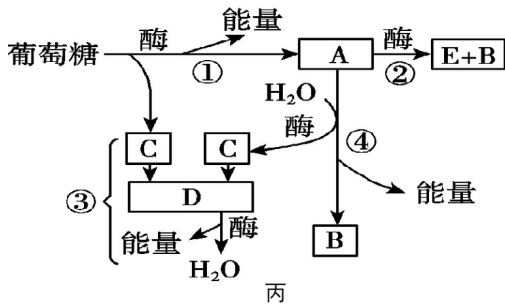 能量
葡萄糖 酶 ① A 酶 ② E+B
H₂O
C C 酶 ④
③ D 能量
能量 酶 B
H₂O
丙